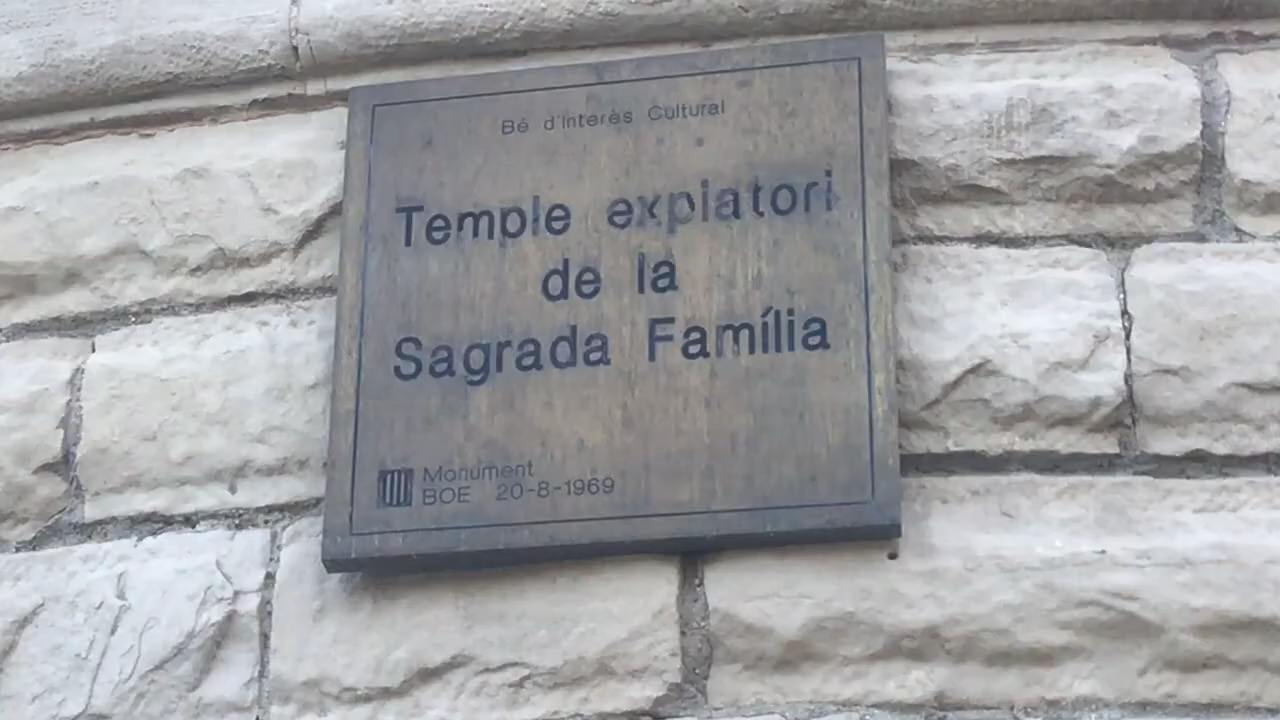 Bé d'interès Cultural
Temple expiatori
de la
Sagrada Família
Monument
BOE 20-8-1969